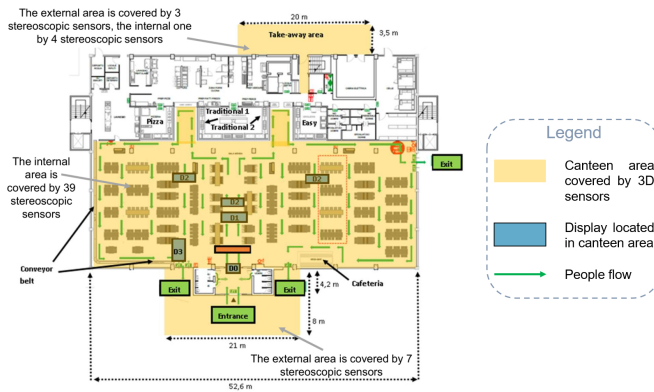 The external area is covered by 3
stereoscopic sensors, the internal one
by 4 stereoscopic sensors
20 m
Take-away area
3,5 m
Traditional 1
Pizza
Traditional 2
Easy
The internal
area is
covered by 39
stereoscopic
sensors
D2
D2
D2
D2
D1
D3
D0
Exit
Conveyor
belt
Exit
Exit
Cafeteria
Entrance
4,2 m
8 m
21 m
The external area is covered by 7
stereoscopic sensors
52,6 m
Legend
Canteen area
covered by 3D
sensors
Display located
in canteen area
People flow